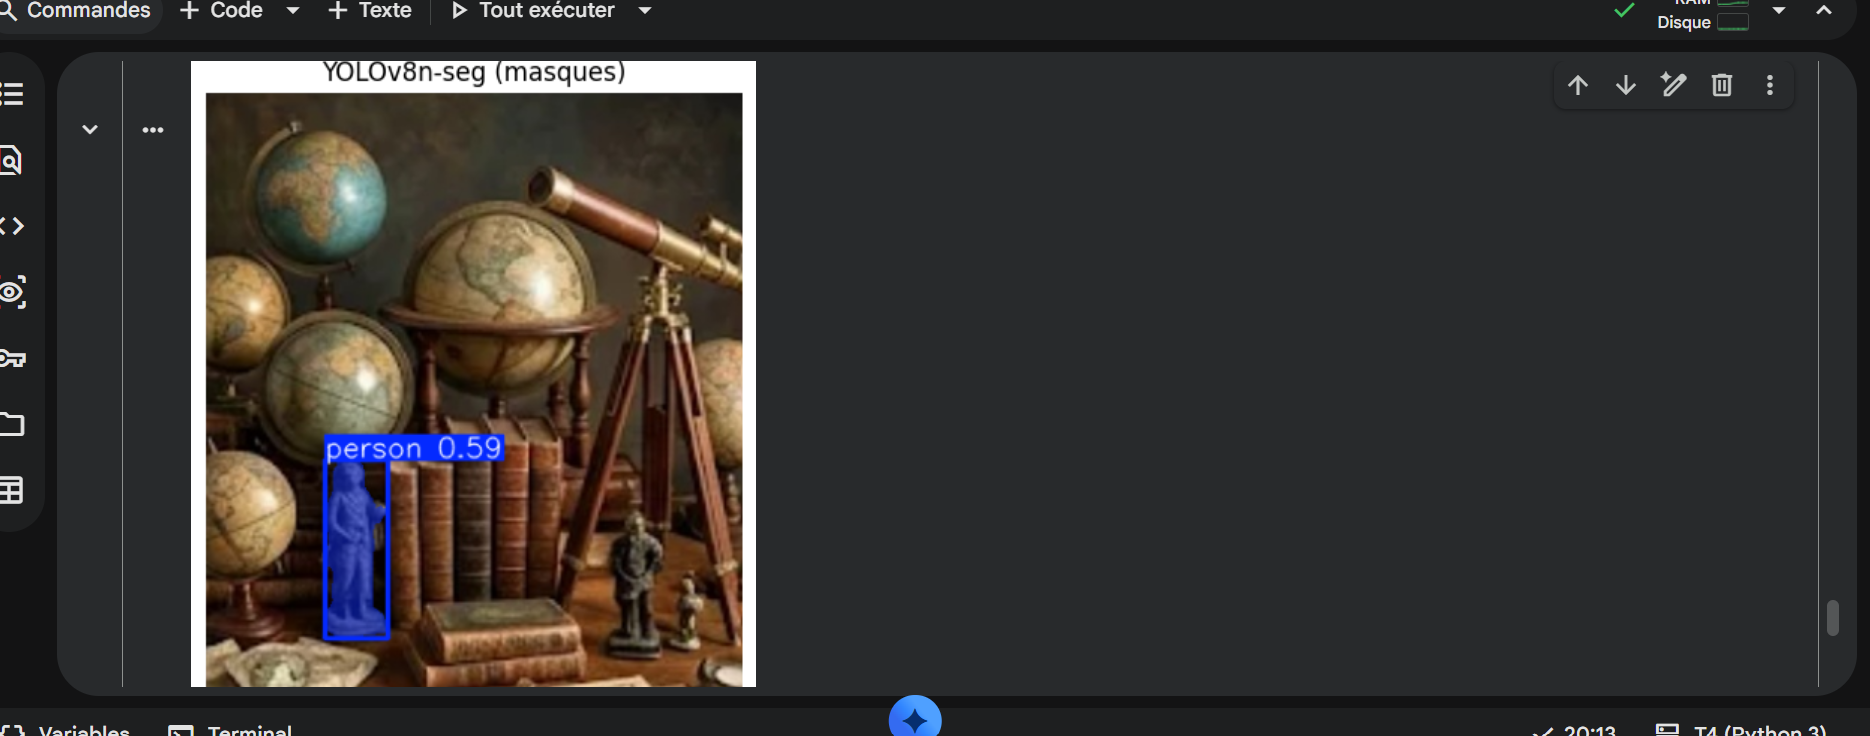 Commandes + Code + Texte Tout exécuter
RAM
Disque
YOLOv8n-seg (masques)
person 0.59
Variables Terminal 20:13 T4 (Python 3)